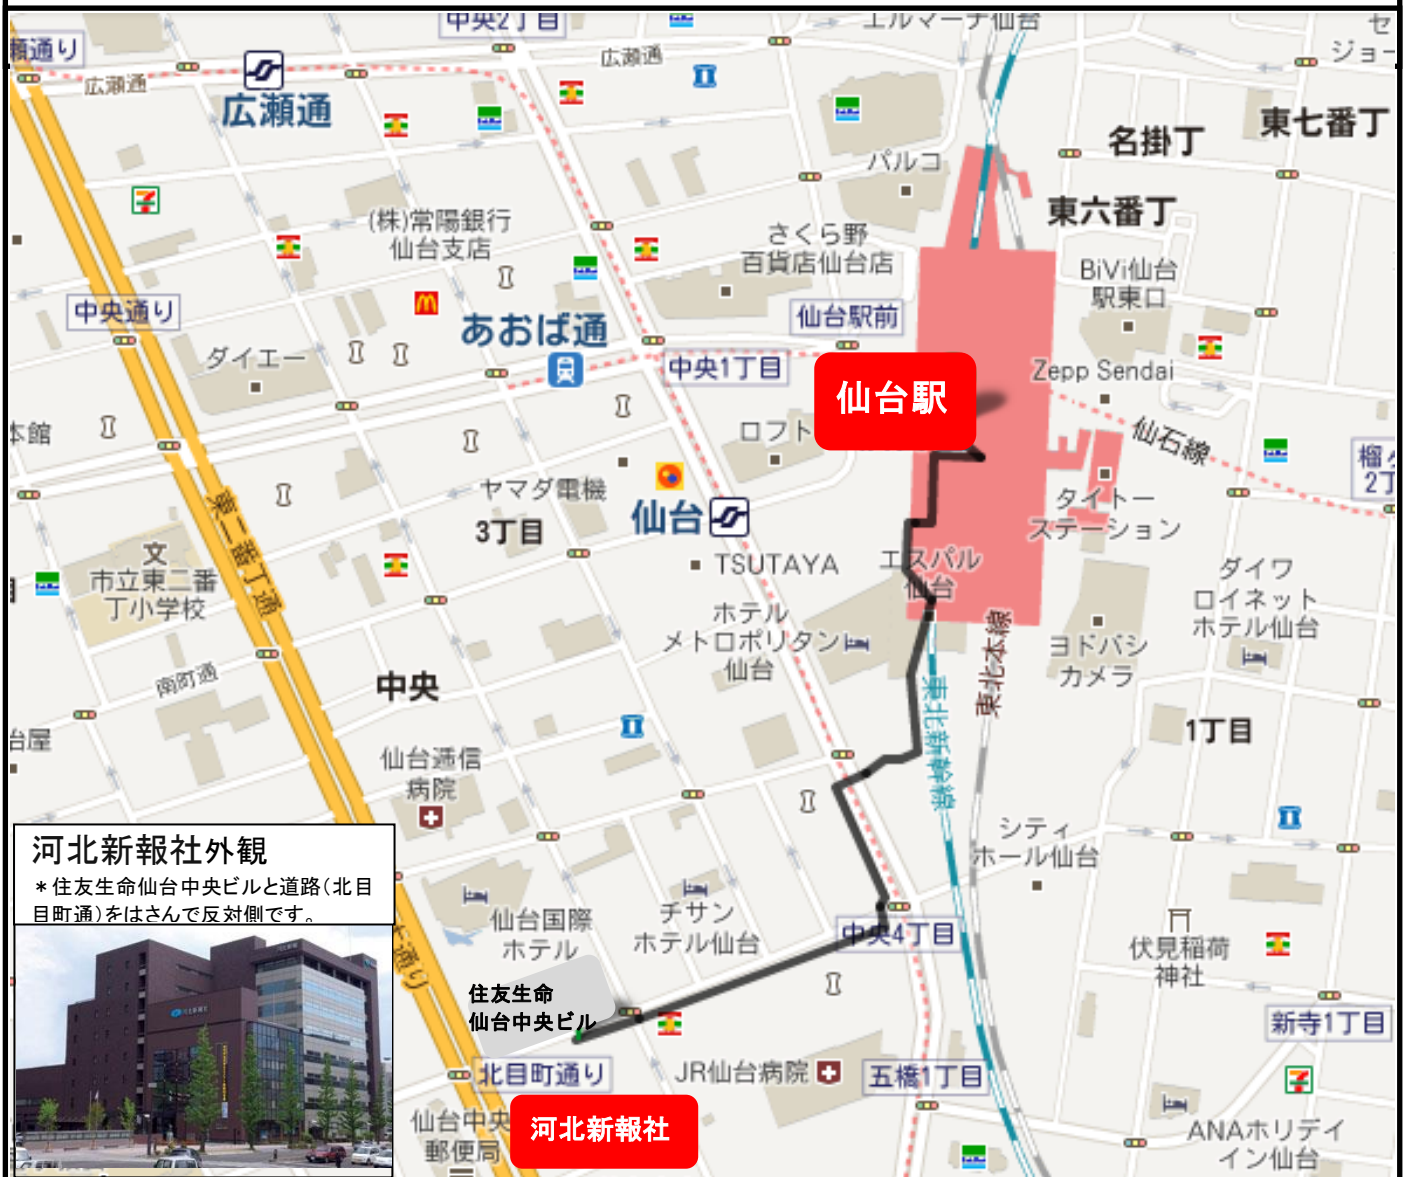 中央2丁目
エルマーナ仙台
セ
ジョー
瀬通り
広瀬通
広瀬通
広瀬通
東七番丁
名掛丁
パルコ
東六番丁
(株)常陽銀行
仙台支店
さくら野
百貨店仙台店
BiVi仙台
駅東口
中央通り
仙台駅前
あおば通
ダイエー
中央1丁目
Zepp Sendai
仙台駅
本館
ロフト
仙石線
榴ヶ
2丁
ヤマダ電機
仙台
3丁目
タイトー
ステーション
東二番丁通
文
市立東二番
丁小学校
TSUTAYA
エスパル
仙台
ダイワ
ロイネット
ホテル仙台
ホテル
メトロポリタン
仙台
ヨドバシ
カメラ
東北本線
東北新幹線
南町通
中央
1丁目
台屋
仙台逓信
病院
シティ
ホール仙台
河北新報社外観
*住友生命仙台中央ビルと道路(北目
目町通)をはさんで反対側です。
仙台国際
ホテル
チサン
ホテル仙台
中央4丁目
伏見稲荷
神社
住友生命
仙台中央ビル
新寺1丁目
北目町通り
JR仙台病院
五橋1丁目
仙台中央
郵便局
河北新報社
ANAホリデイ
イン仙台